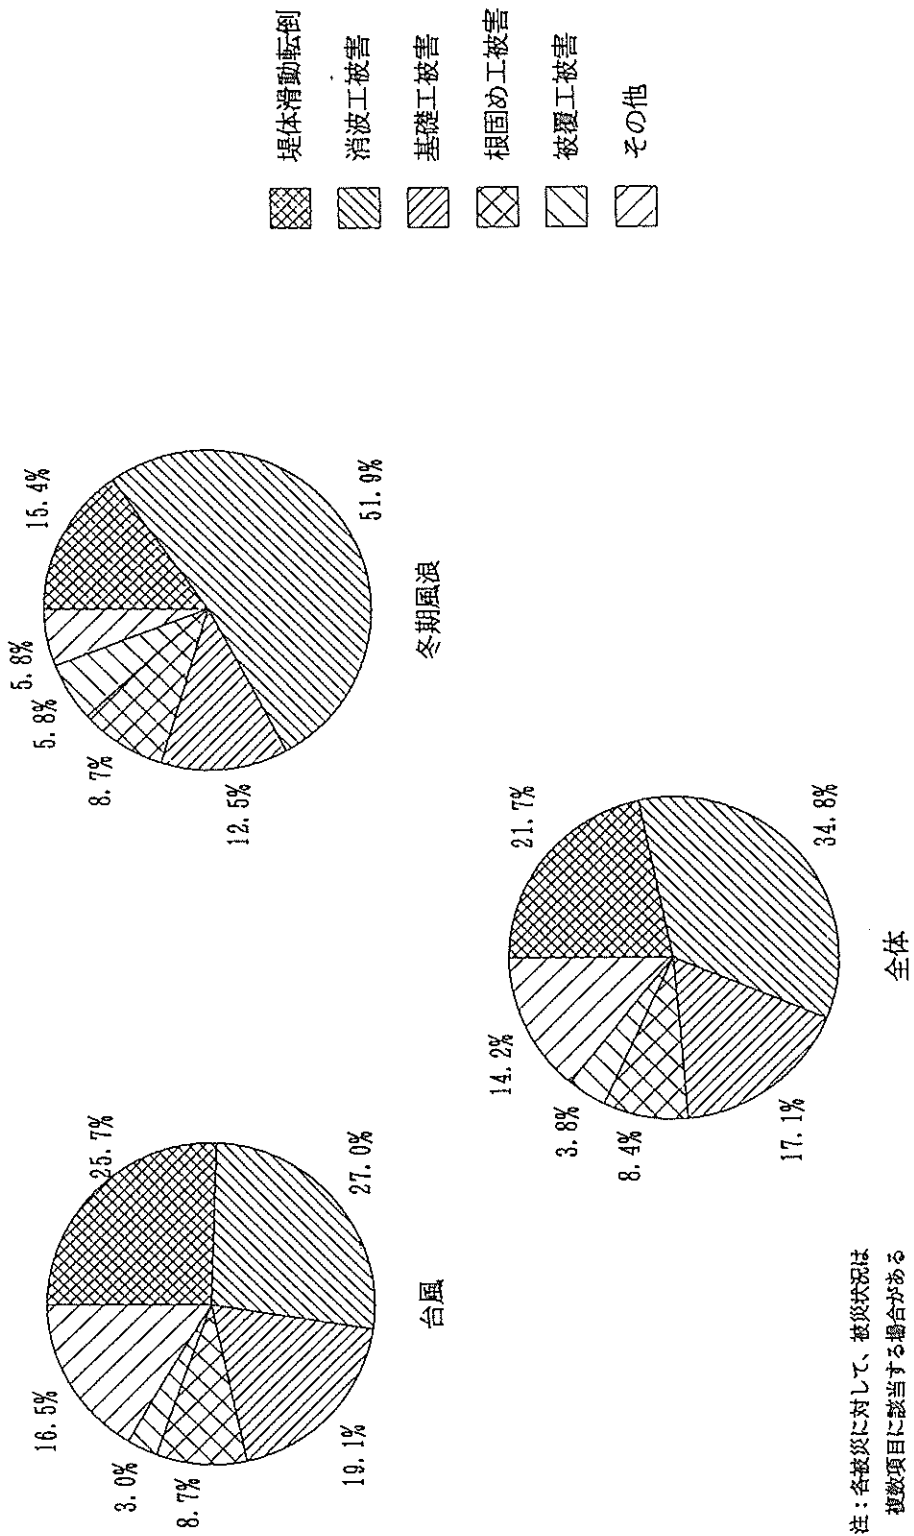 25.7%
27.0%
19.1%
8.7%
3.0%
16.5%
台風
15.4%
51.9%
12.5%
8.7%
5.8%
5.8%
冬期風浪
21.7%
34.8%
17.1%
8.4%
3.8%
14.2%
全体
堤体滑動転倒
消波工被害
基礎工被害
根固め工被害
被覆工被害
その他
注：各被災に対して、被災状況は
複数項目に該当する場合がある